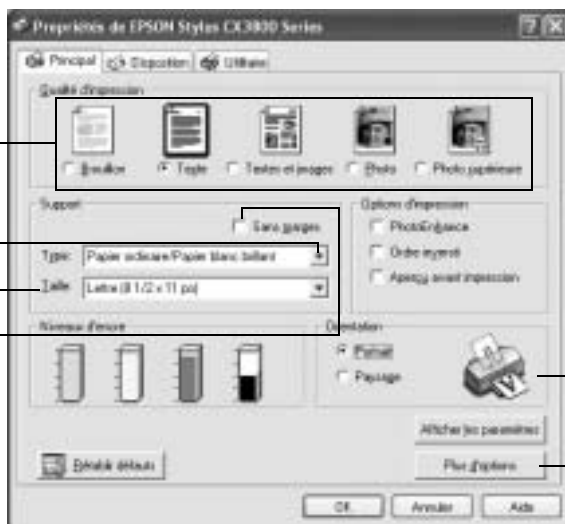 Propriétés de EPSON Stylus CX3800 Series
Principal Disposition Utilitaire
Qualité d'impression
Brouillon Texte Textes et images Photo Photo supérieure
Support
Sans marges
Type: Papier ordinaire/Papier blanc brillant
Taille: Lettre (8 1/2 x 11 po)
Options d'impression
PhotoEnhance
Ordre inversé
Aperçu avant impression
Niveaux d'encre
Orientation
Portrait
Paysage
Afficher les paramètres
Rétablir défauts
Plus d'options
OK Annuler Aide